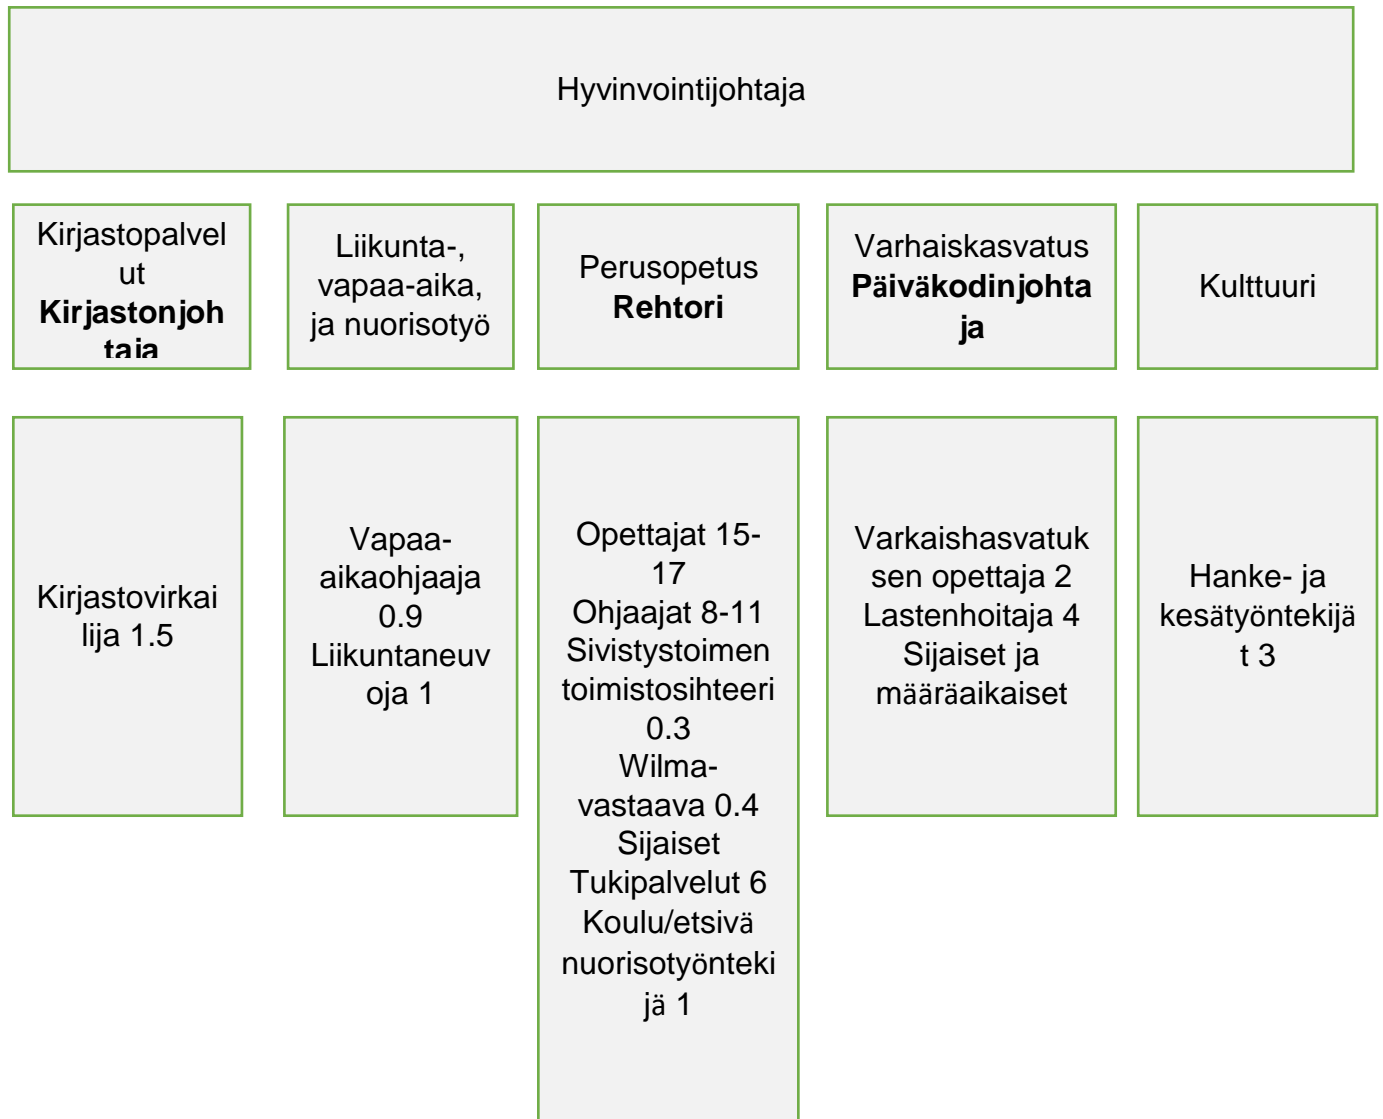 Hyvinvointijohtaja
Kirjastopalvel
ut
Kirjastonjoh
taja
Liikunta-,
vapaa-aika,
ja nuorisotyö
Perusopetus
Rehtori
Varhaiskasvatus
Päiväkodinjohta
ja
Kulttuuri
Kirjastovirkai
lija 1.5
Vapaa-
aikaohjaaja
0.9
Liikuntaneuv
oja 1
Opettajat 15-
17
Ohjaajat 8-11
Sivistystoimen
toimistosihteeri
0.3
Wilma-
vastaava 0.4
Sijaiset
Tukipalvelut 6
Koulu/etsivä
nuorisotyönteki
jä 1
Varkaishasvatuk
sen opettaja 2
Lastenhoitaja 4
Sijaiset ja
määräaikaiset
Hanke- ja
kesätyöntekijä
t 3